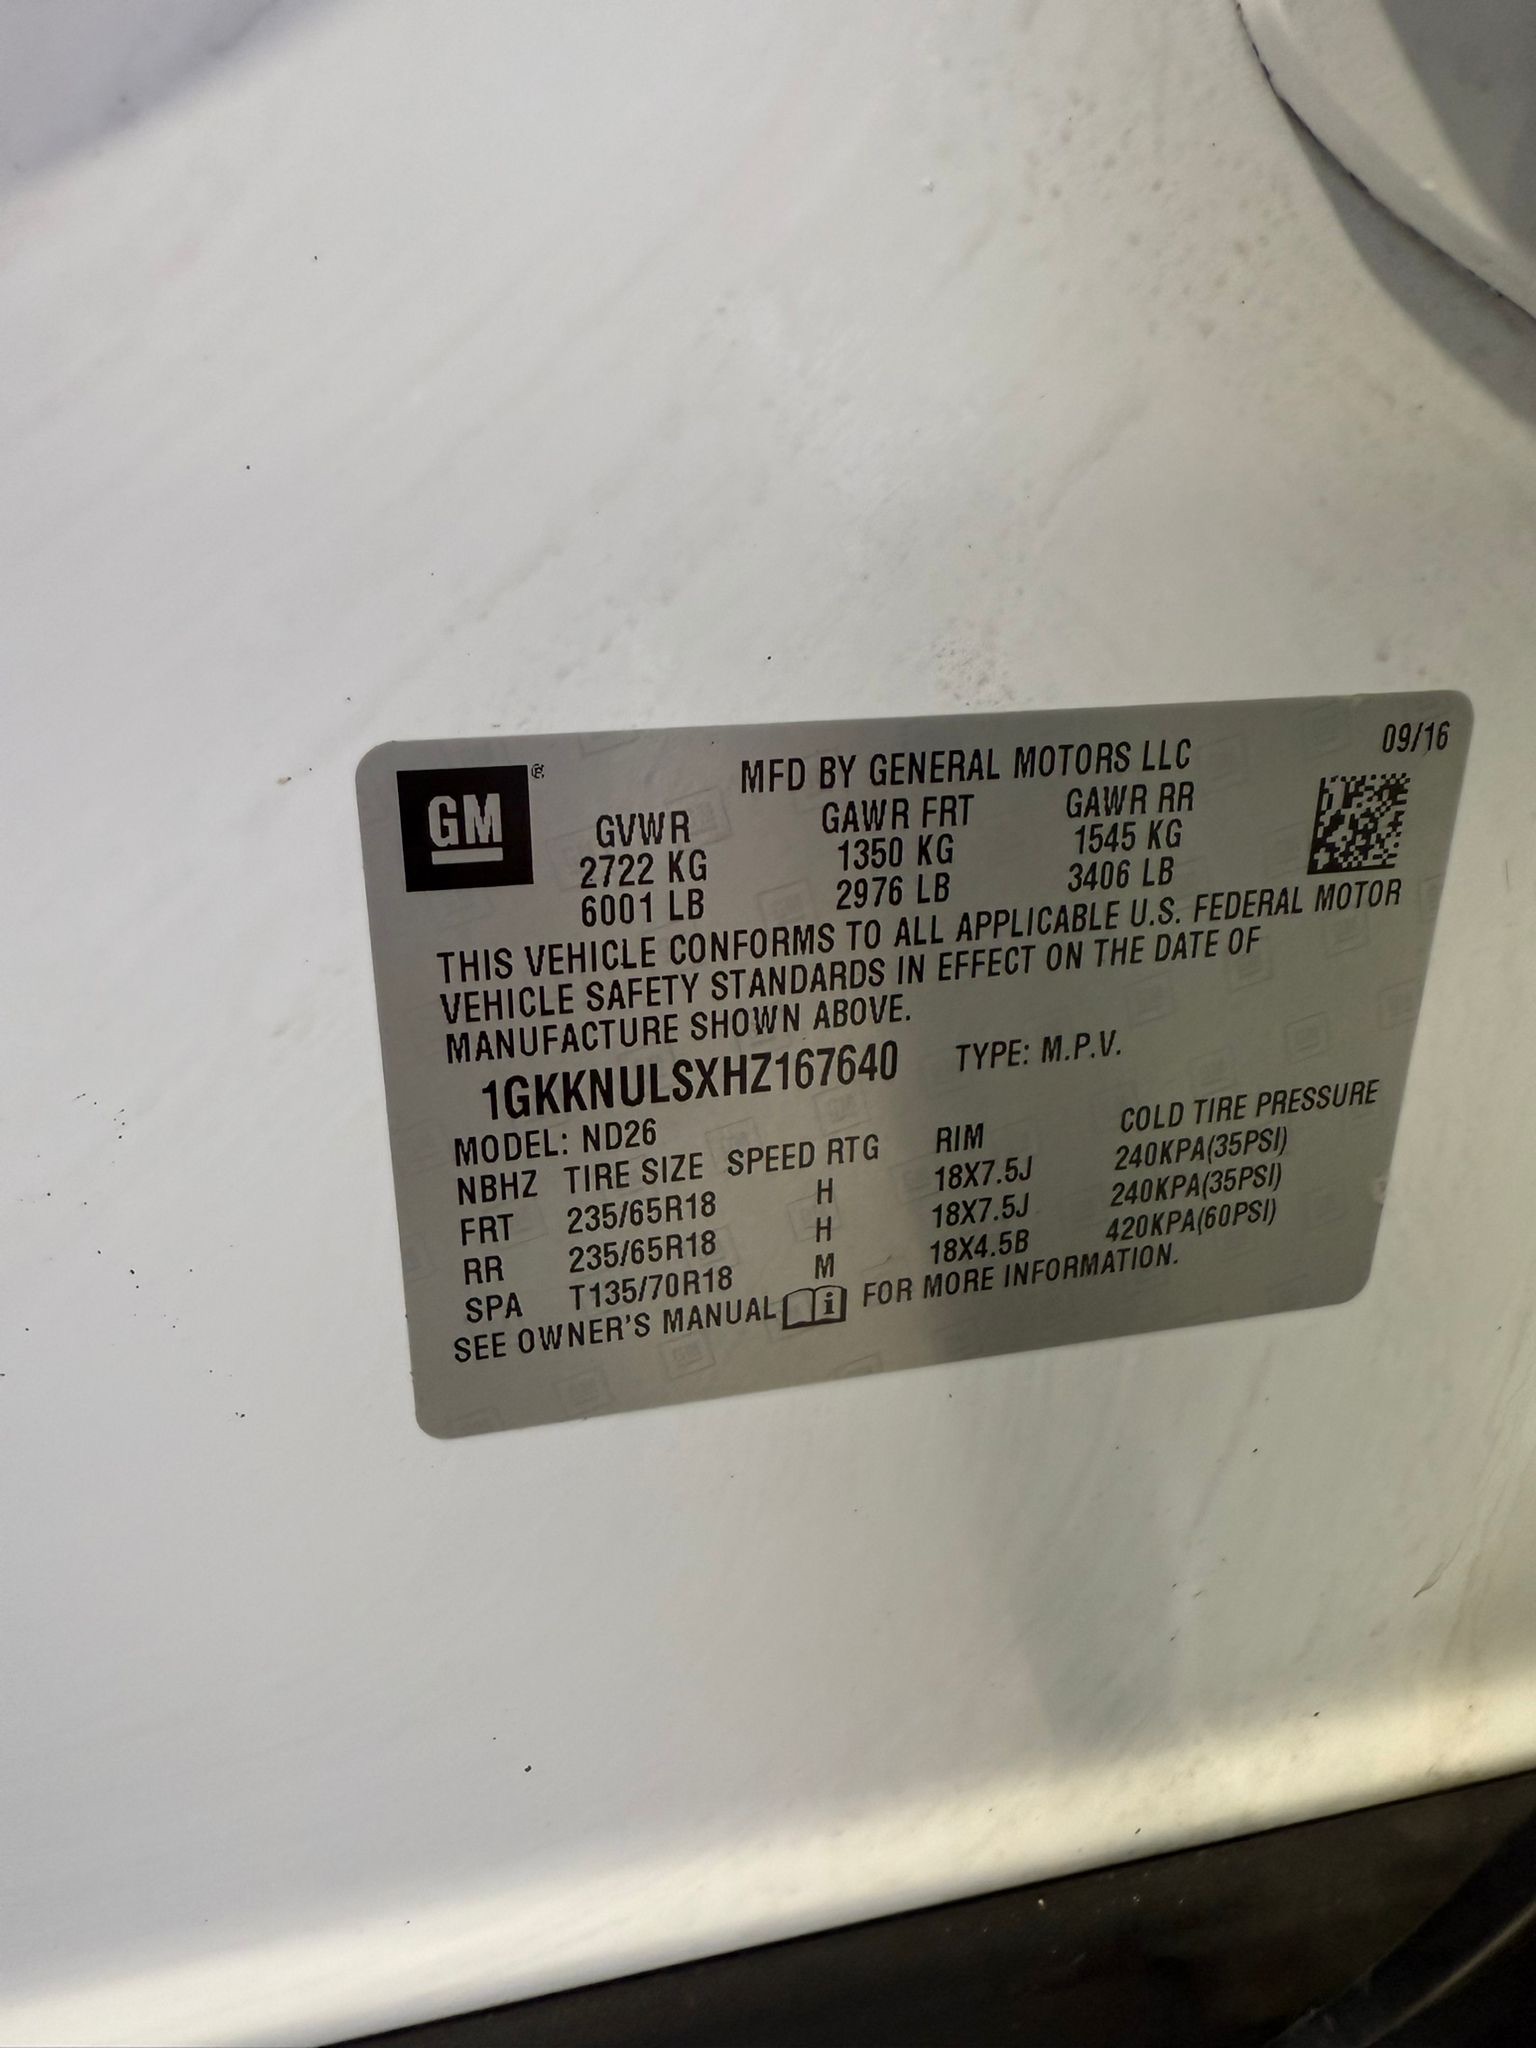 GM ®
MFD BY GENERAL MOTORS LLC 09/16
GVWR GAWR FRT GAWR RR
2722 KG 1350 KG 1545 KG
6001 LB 2976 LB 3406 LB
THIS VEHICLE CONFORMS TO ALL APPLICABLE U.S. FEDERAL MOTOR
VEHICLE SAFETY STANDARDS IN EFFECT ON THE DATE OF
MANUFACTURE SHOWN ABOVE.
1GKKNULSXHZ167640 TYPE: M.P.V.
MODEL: ND26
NBHZ TIRE SIZE SPEED RTG RIM COLD TIRE PRESSURE
FRT 235/65R18 H 18X7.5J 240KPA(35PSI)
RR 235/65R18 H 18X7.5J 240KPA(35PSI)
SPA T135/70R18 M 18X4.5B 420KPA(60PSI)
SEE OWNER'S MANUAL i FOR MORE INFORMATION.